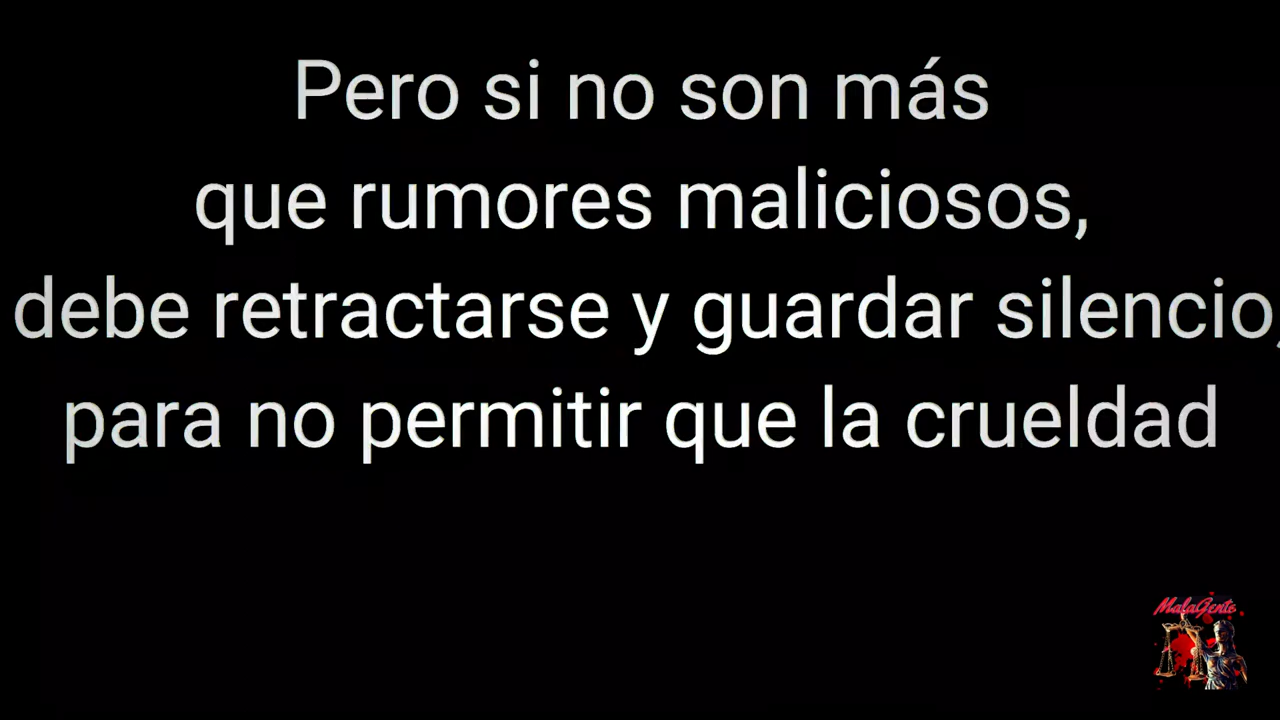 Pero si no son más
que rumores maliciosos,
debe retractarse y guardar silencio,
para no permitir que la crueldad
MalaGente